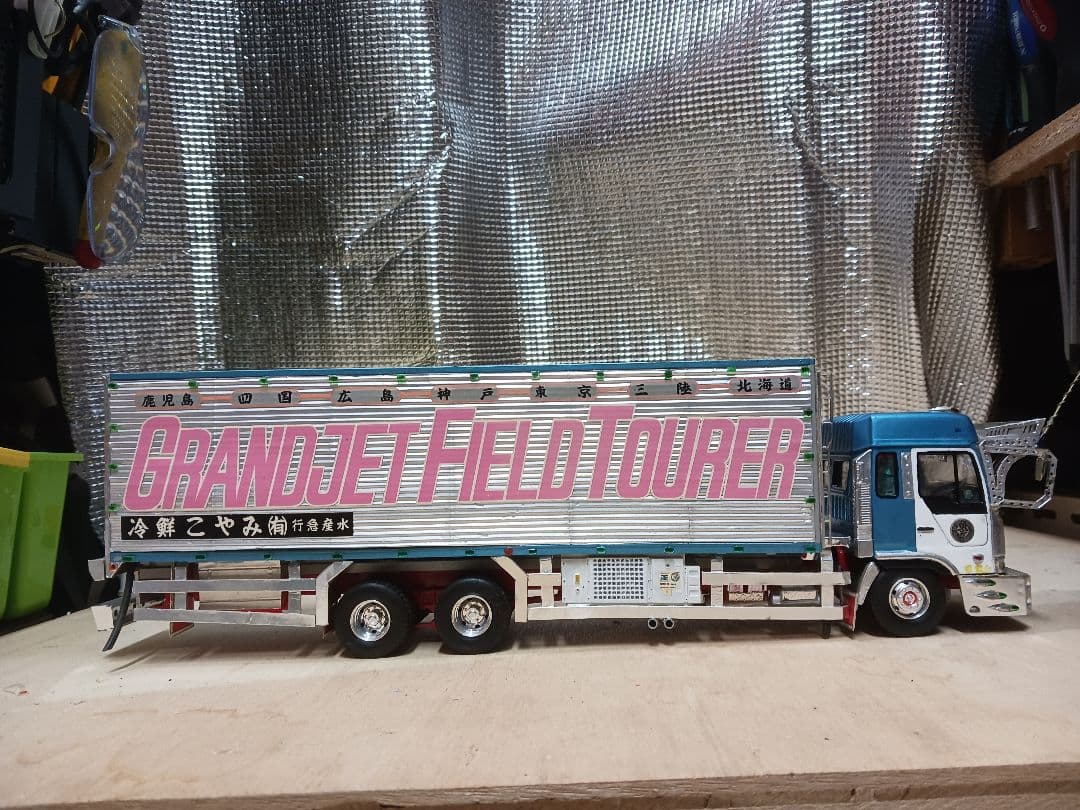 鹿児島 四国 広島 神戸 東京 三陸 北海道
GRANDJET FIELD TOURER
冷鮮こやみ㈲行急産水